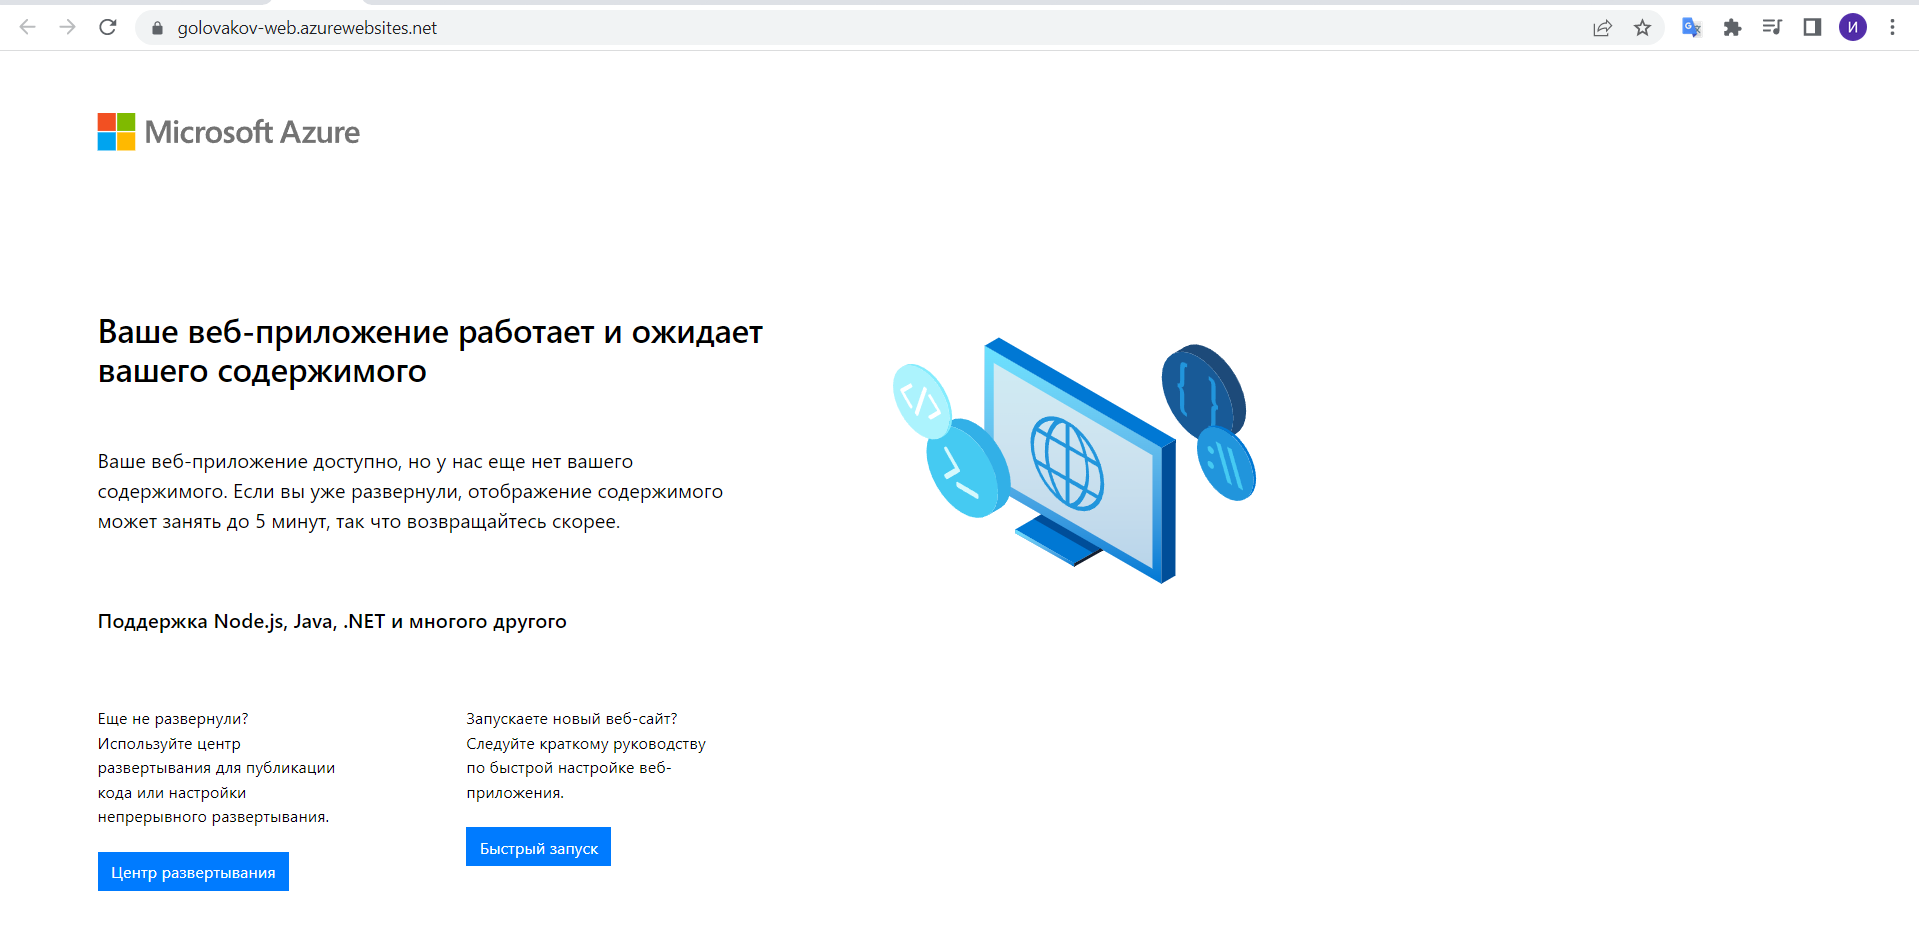 golovakov-web.azurewebsites.net
И
Microsoft Azure
Ваше веб-приложение работает и ожидает
вашего содержимого
Ваше веб-приложение доступно, но у нас еще нет вашего
содержимого. Если вы уже развернули, отображение содержимого
может занять до 5 минут, так что возвращайтесь скорее.
Поддержка Node.js, Java, .NET и многого другого
Еще не развернули?
Используйте центр
развертывания для публикации
кода или настройки
непрерывного развертывания.
Центр развертывания
Запускаете новый веб-сайт?
Следуйте краткому руководству
по быстрой настройке веб-
приложения.
Быстрый запуск